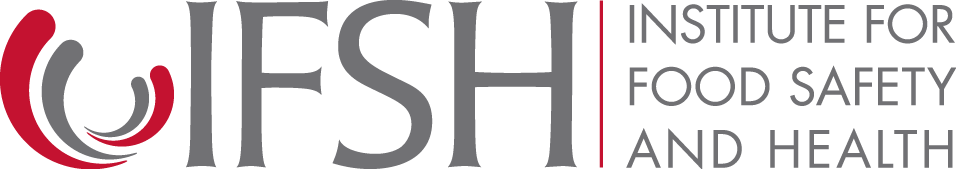 IFSH
INSTITUTE FOR
FOOD SAFETY
AND HEALTH